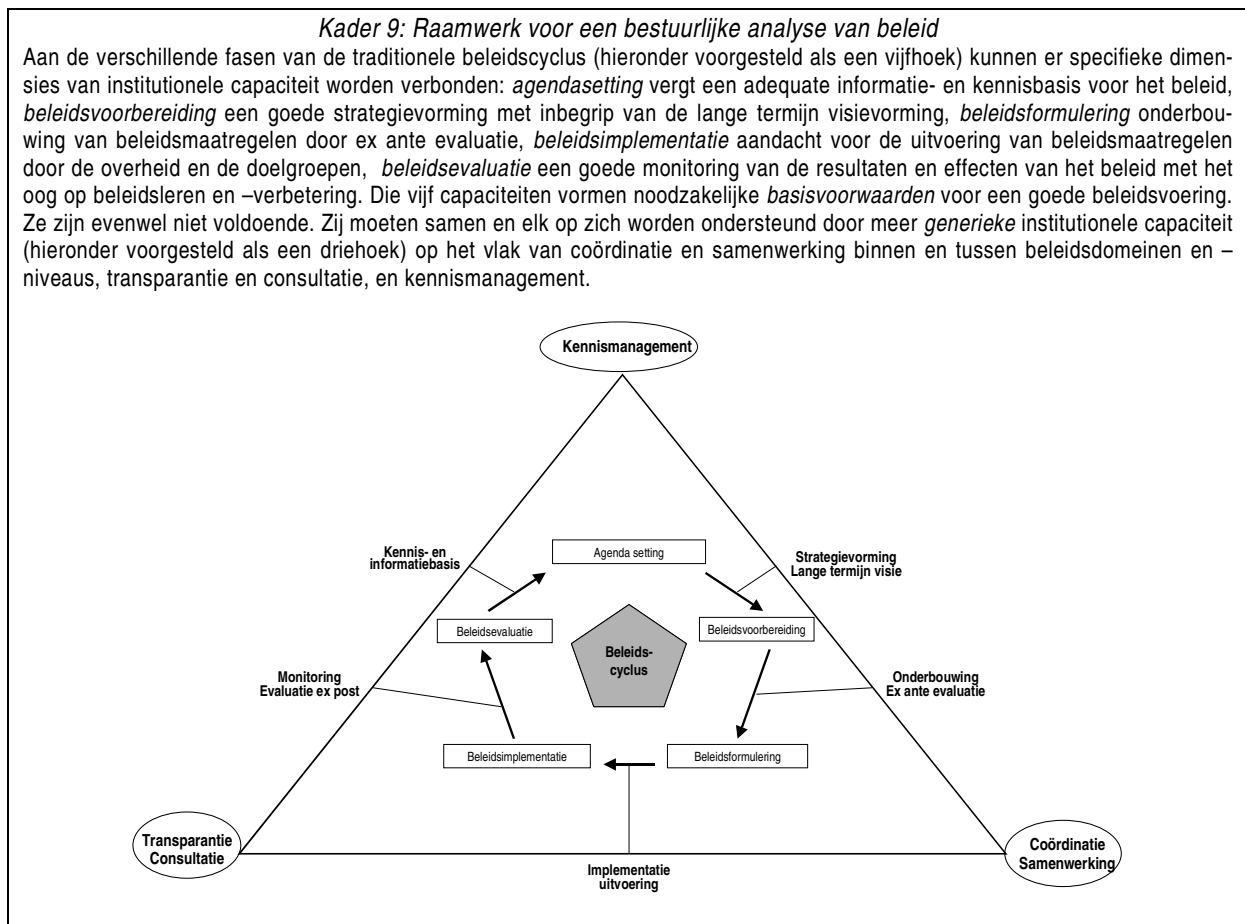 Kader 9: Raamwerk voor een bestuurlijke analyse van beleid
Aan de verschillende fasen van de traditionele beleidscyclus (hieronder voorgesteld als een vijfhoek) kunnen er specifieke dimen-
sies van institutionele capaciteit worden verbonden: agendasetting vergt een adequate informatie- en kennisbasis voor het beleid,
beleidsvoorbereiding een goede strategievorming met inbegrip van de lange termijn visievorming, beleidsformulering onderbou-
wing van beleidsmaatregelen door ex ante evaluatie, beleidsimplementatie aandacht voor de uitvoering van beleidsmaatregelen
door de overheid en de doelgroepen, beleidsevaluatie een goede monitoring van de resultaten en effecten van het beleid met het
oog op beleidsleren en –verbetering. Die vijf capaciteiten vormen noodzakelijke basisvoorwaarden voor een goede beleidsvoering.
Ze zijn evenwel niet voldoende. Zij moeten samen en elk op zich worden ondersteund door meer generieke institutionele capaciteit
(hieronder voorgesteld als een driehoek) op het vlak van coördinatie en samenwerking binnen en tussen beleidsdomeinen en –
niveaus, transparantie en consultatie, en kennismanagement.
Kennismanagement
Kennis- en
informatiebasis
Agenda setting
Strategievorming
Lange termijn visie
Beleidsevaluatie
Beleids-
cyclus
Beleidsvoorbereiding
Monitoring
Evaluatie ex post
Onderbouwing
Ex ante evaluatie
Beleidsimplementatie
Beleidsformulering
Transparantie
Consultatie
Implementatie
uitvoering
Coördinatie
Samenwerking